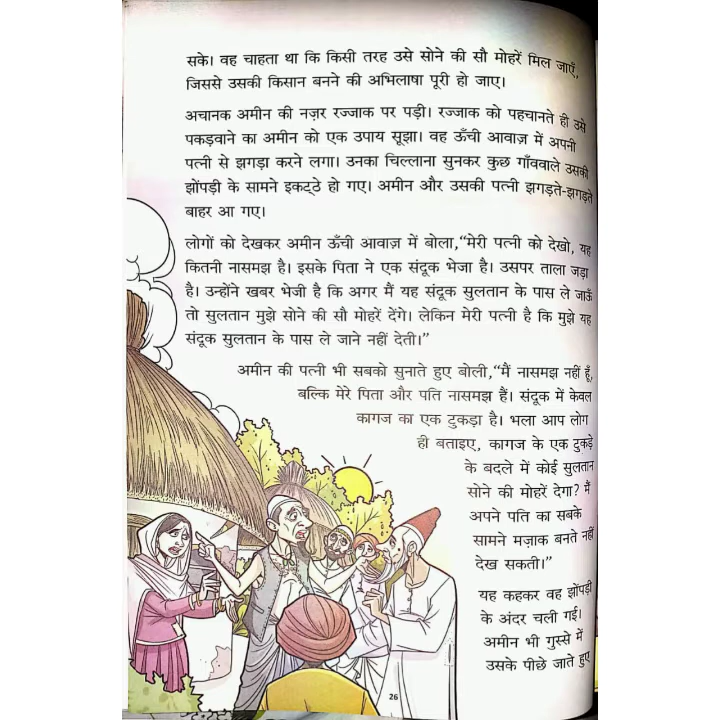 सके। वह चाहता था कि किसी तरह उसे सोने की सौ मोहरें मिल जाएँ,
जिससे उसकी किसान बनने की अभिलाषा पूरी हो जाए।
अचानक अमीन की नज़र रज्जाक पर पड़ी। रज्जाक को पहचानते ही उसे
पकड़वाने का अमीन को एक उपाय सूझा। वह ऊँची आवाज़ में अपनी
पत्नी से झगड़ा करने लगा। उनका चिल्लाना सुनकर कुछ गाँववाले उसकी
झोंपड़ी के सामने इकट्ठे हो गए। अमीन और उसकी पत्नी झगड़ते-झगड़ते
बाहर आ गए।
लोगों को देखकर अमीन ऊँची आवाज़ में बोला,“मेरी पत्नी को देखो, यह
कितनी नासमझ है। इसके पिता ने एक संदूक भेजा है। उसपर ताला जड़ा
है। उन्होंने खबर भेजी है कि अगर मैं यह संदूक सुलतान के पास ले जाऊँ
तो सुलतान मुझे सोने की सौ मोहरें देंगे। लेकिन मेरी पत्नी है कि मुझे यह
संदूक सुलतान के पास ले जाने नहीं देती।”
अमीन की पत्नी भी सबको सुनाते हुए बोली,“मैं नासमझ नहीं हूँ,
बल्कि मेरे पिता और पति नासमझ हैं। संदूक में केवल
कागज का एक टुकड़ा है। भला आप लोग
ही बताइए, कागज के एक टुकड़े
के बदले में कोई सुलतान
सोने की मोहरें देगा? मैं
अपने पति का सबके
सामने मज़ाक बनते नहीं
देख सकती।”
यह कहकर वह झोंपड़ी
के अंदर चली गई।
अमीन भी गुस्से में
उसके पीछे जाते हुए
26